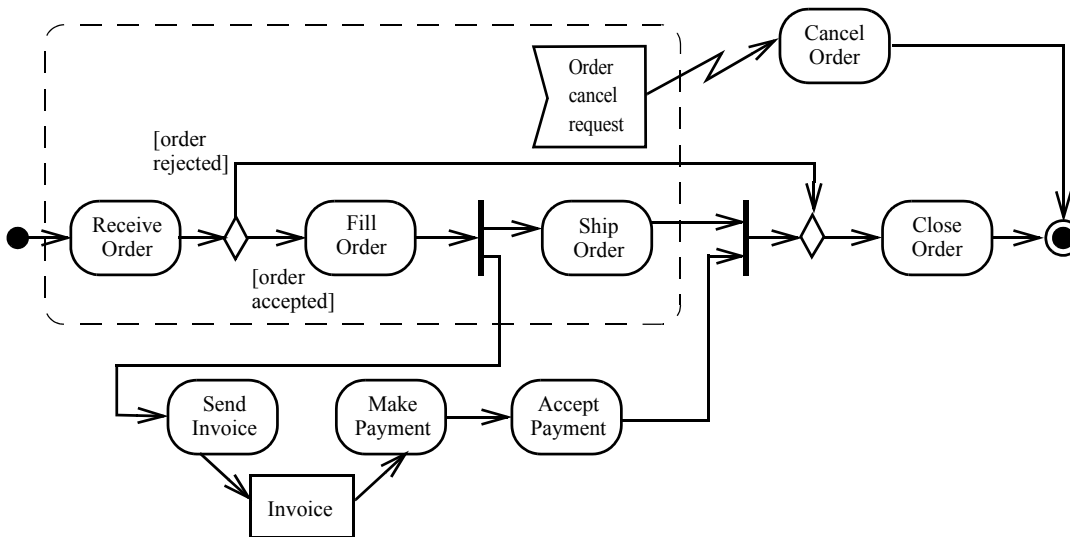 Cancel
Order
Order
cancel
request
[order
rejected]
Receive
Order
Fill
Order
Ship
Order
Close
Order
[order
accepted]
Send
Invoice
Make
Payment
Accept
Payment
Invoice